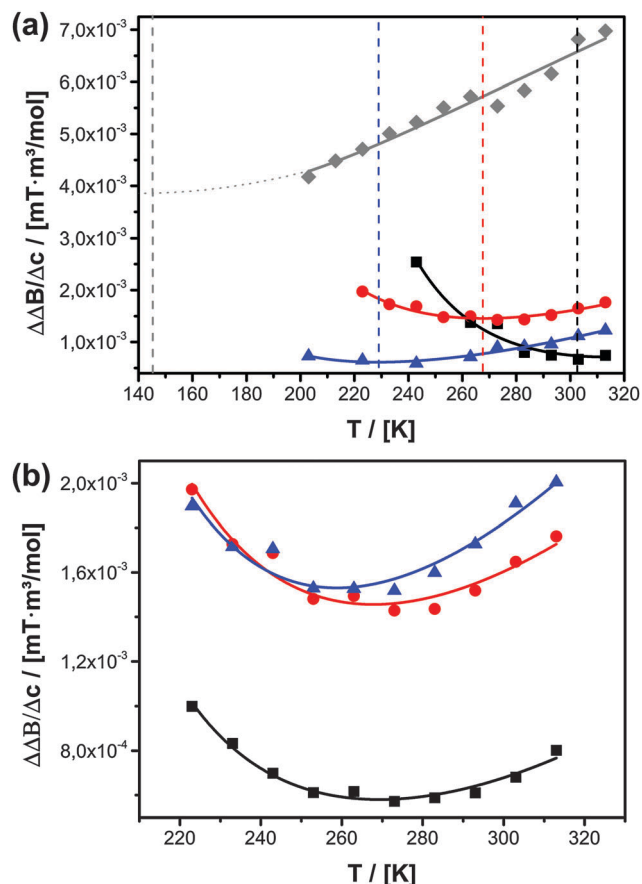 (a)
ΔΔB/Δc / [mT·m³/mol]
7,0x10⁻³
6,0x10⁻³
5,0x10⁻³
4,0x10⁻³
3,0x10⁻³
2,0x10⁻³
1,0x10⁻³
140 160 180 200 220 240 260 280 300 320
T / [K]
(b)
ΔΔB/Δc / [mT·m³/mol]
2,0x10⁻³
1,6x10⁻³
1,2x10⁻³
8,0x10⁻⁴
220 240 260 280 300 320
T / [K]